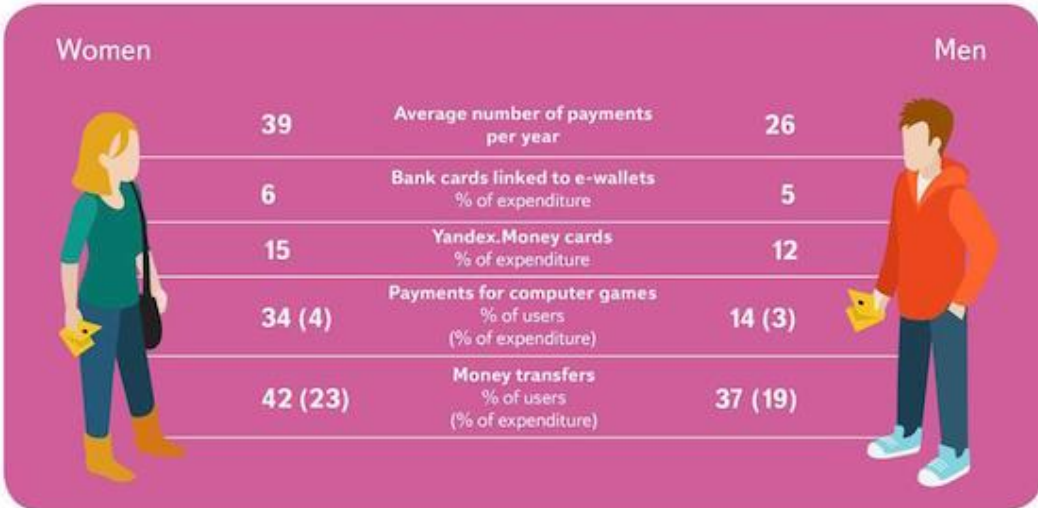 Women Men
39 Average number of payments 26
per year
6 Bank cards linked to e-wallets 5
% of expenditure
15 Yandex.Money cards 12
% of expenditure
Payments for computer games
34 (4) % of users 14 (3)
(% of expenditure)
Money transfers
42 (23) % of users 37 (19)
(% of expenditure)